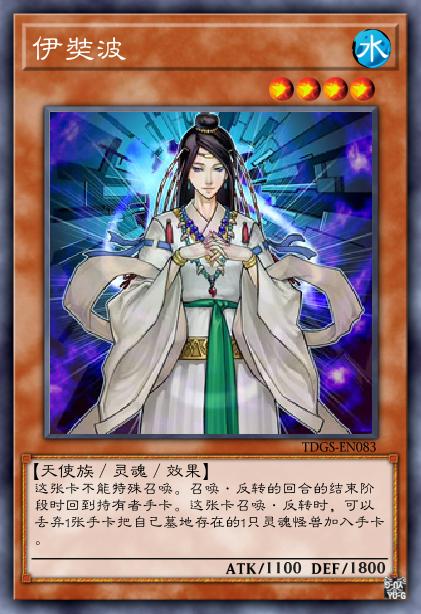 伊奘波
水
TDGS-EN083
【天使族／灵魂／效果】
这张卡不能特殊召唤。召唤·反转的回合的结束阶
段时回到持有者手卡。这张卡召唤·反转时，可以
丢弃1张手卡把自己墓地存在的1只灵魂怪兽加入手卡
。
ATK/1100 DEF/1800